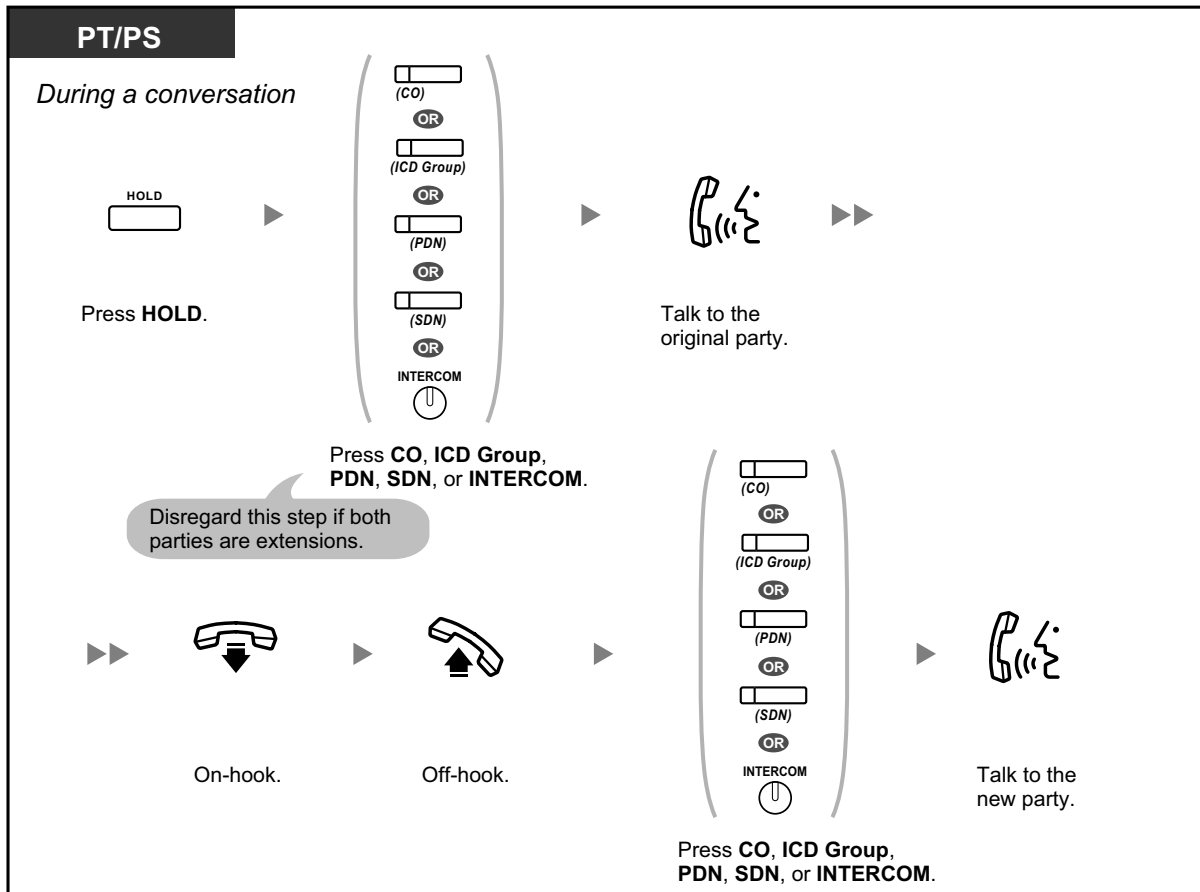 PT/PS
During a conversation
HOLD
Press HOLD.
(CO)
OR
(ICD Group)
OR
(PDN)
OR
(SDN)
OR
INTERCOM
Press CO, ICD Group,
PDN, SDN, or INTERCOM.
Disregard this step if both
parties are extensions.
Talk to the
original party.
On-hook.
Off-hook.
(CO)
OR
(ICD Group)
OR
(PDN)
OR
(SDN)
OR
INTERCOM
Press CO, ICD Group,
PDN, SDN, or INTERCOM.
Talk to the
new party.